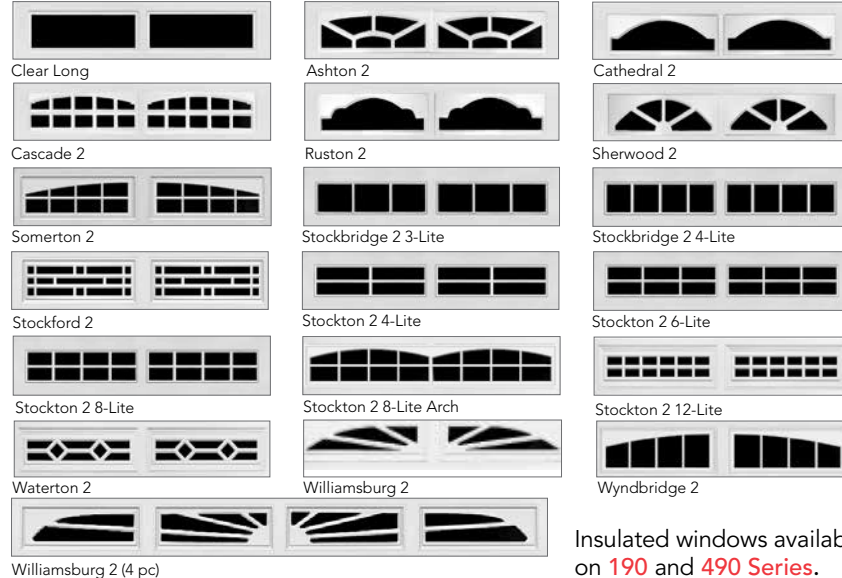 Clear Long
Ashton 2
Cathedral 2
Cascade 2
Ruston 2
Sherwood 2
Somerton 2
Stockbridge 2 3-Lite
Stockbridge 2 4-Lite
Stockford 2
Stockton 2 4-Lite
Stockton 2 6-Lite
Stockton 2 8-Lite
Stockton 2 8-Lite Arch
Stockton 2 12-Lite
Waterton 2
Williamsburg 2
Wyndbridge 2
Williamsburg 2 (4 pc)
Insulated windows availab
on 190 and 490 Series.